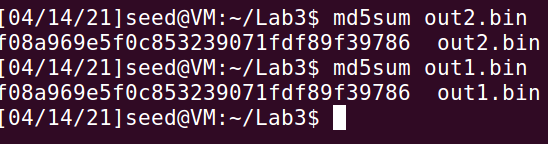 [04/14/21]seed@VM:~/Lab3$ md5sum out2.bin
f08a969e5f0c853239071fdf89f39786  out2.bin
[04/14/21]seed@VM:~/Lab3$ md5sum out1.bin
f08a969e5f0c853239071fdf89f39786  out1.bin
[04/14/21]seed@VM:~/Lab3$